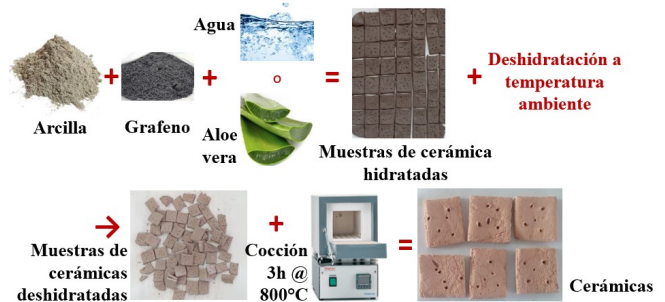 Agua
Arcilla
+
Grafeno
+
o
Aloe
vera
=
Muestras de cerámica
hidratadas
+
Deshidratación a
temperatura
ambiente
→
Muestras de
cerámicas
deshidratadas
+
Cocción
3h @
800°C
=
Cerámicas